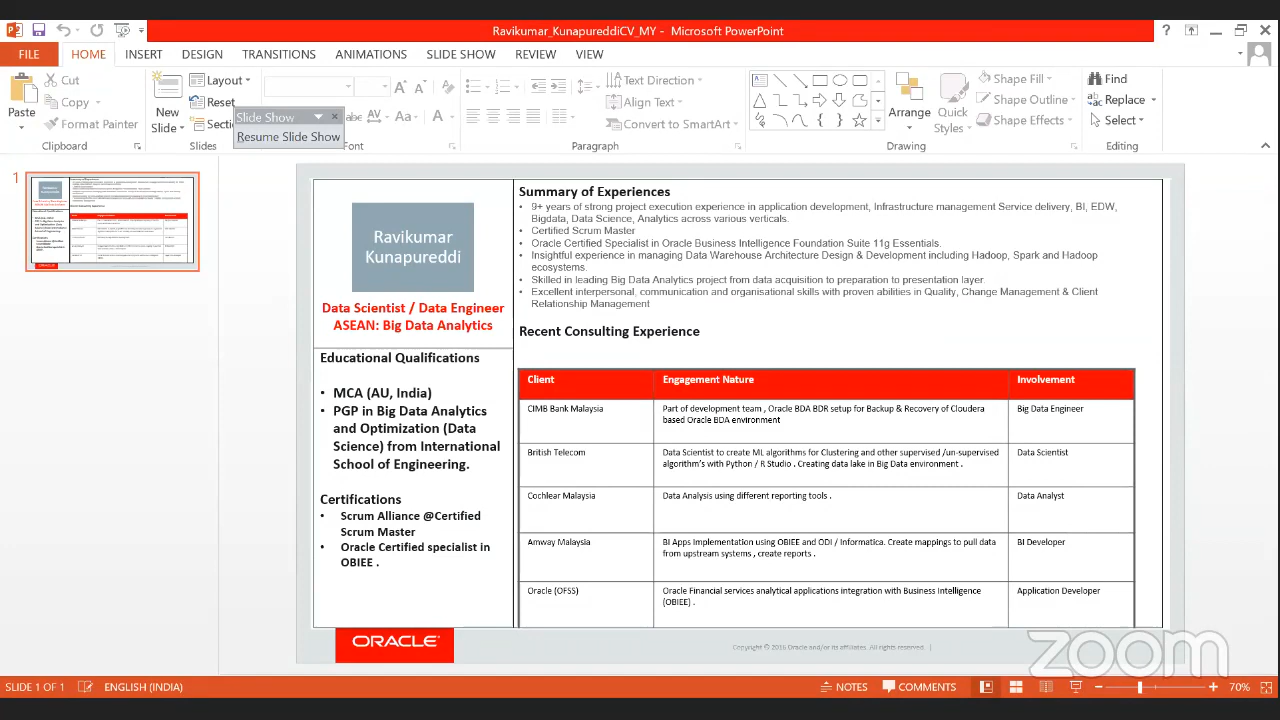 Ravikumar_KunapureddiCV_MY - Microsoft PowerPoint
FILE HOME INSERT DESIGN TRANSITIONS ANIMATIONS SLIDE SHOW REVIEW VIEW
Cut
Copy
Format Painter
Paste
Clipboard
New
Slide
Layout
Reset
Secti
Slides
Slide Show
Resume Slide Show
abc AV Aa A
Font
Text Direction
Align Text
Convert to SmartArt
Paragraph
Arrange
Quick
Styles
Shape Fill
Shape Outline
Shape Effects
Drawing
Find
Replace
Select
Editing
1
Ravikumar
Kunapureddi
Data Scientist / Data Engineer
ASEAN: Big Data Analytics
Educational Qualifications
• MCA (AU, India)
• PGP in Big Data Analytics
and Optimization (Data
Science) from International
School of Engineering.
Certifications
• Scrum Alliance @Certified
Scrum Master
• Oracle Certified specialist in
OBIEE .
Summary of Experiences
• 9+ years of strong project execution experience in application development, Infrastructure management Service delivery, BI, EDW,
Bigdata, Data Science, Analytics across various verticals.
• Certified Scrum Master
• Oracle Certified Specialist in Oracle Business Intelligence Foundation Suite 11g Essentials.
• Insightful experience in managing Data Warehouse Architecture Design & Development including Hadoop, Spark and Hadoop
ecosystems.
• Skilled in leading Big Data Analytics project from data acquisition to preparation to presentation layer.
• Excellent interpersonal, communication and organisational skills with proven abilities in Quality, Change Management & Client
Relationship Management
Recent Consulting Experience
Client Engagement Nature Involvement
CIMB Bank Malaysia Part of development team , Oracle BDA BDR setup for Backup & Recovery of Cloudera Big Data Engineer
based Oracle BDA environment
British Telecom Data Scientist to create ML algorithms for Clustering and other supervised /un-supervised Data Scientist
algorithm's with Python / R Studio . Creating data lake in Big Data environment .
Cochlear Malaysia Data Analysis using different reporting tools . Data Analyst
Amway Malaysia BI Apps Implementation using OBIEE and ODI / Informatica. Create mappings to pull data BI Developer
from upstream systems , create reports .
Oracle (OFSS) Oracle Financial services analytical applications integration with Business Intelligence Application Developer
(OBIEE) .
ORACLE
Copyright © 2016 Oracle and/or its affiliates. All rights reserved. |
zoom
SLIDE 1 OF 1 ENGLISH (INDIA) NOTES COMMENTS 70%